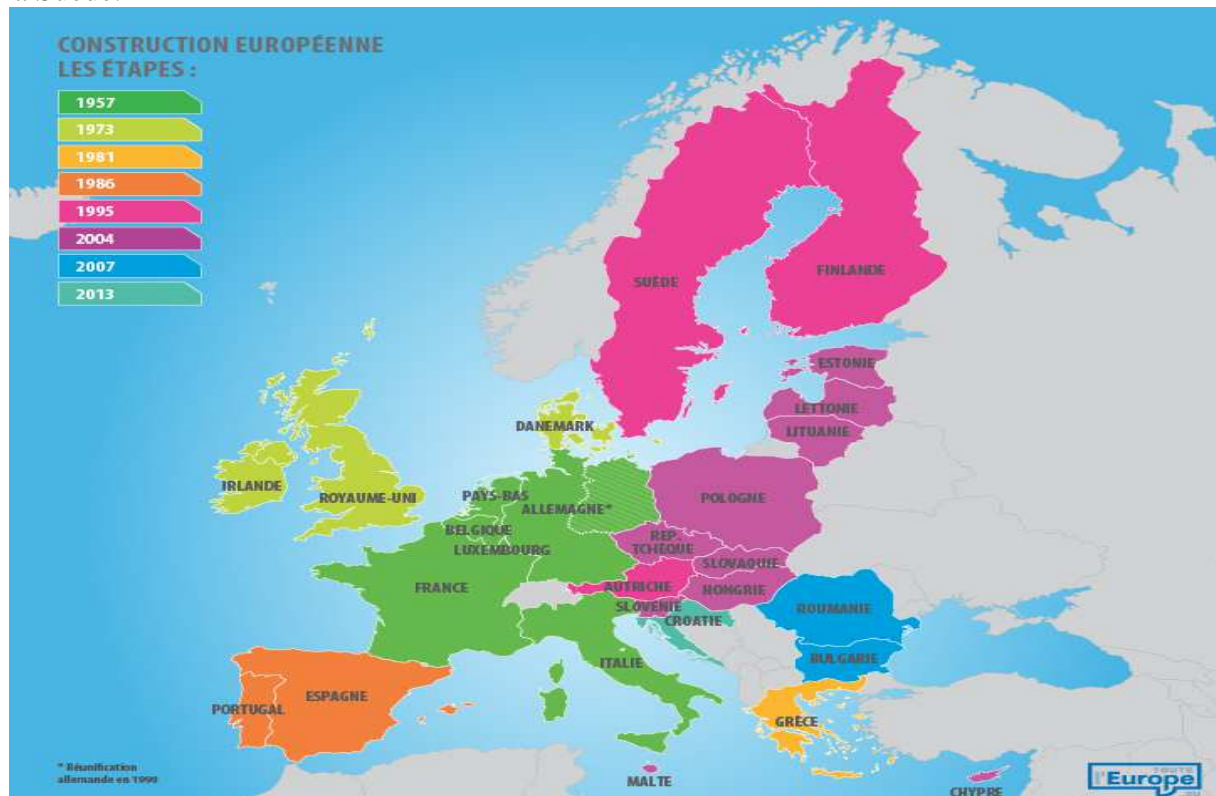 CONSTRUCTION EUROPÉENNE
LES ÉTAPES :
1957
1973
1981
1986
1995
2004
2007
2013
SUÈDE
FINLANDE
ESTONIE
LETTONIE
LITUANIE
DANEMARK
IRLANDE
ROYAUME-UNI
PAYS-BAS
ALLEMAGNE*
POLOGNE
BELGIQUE
LUXEMBOURG
REP.
TCHÈQUE
SLOVAQUIE
FRANCE
AUTRICHE
HONGRIE
SLOVÉNIE
CROATIE
ROUMANIE
BULGARIE
ITALIE
ESPAGNE
PORTUGAL
GRÈCE
MALTE
CHYPRE
* Réunification
allemande en 1990
TOUTE
l'Europe